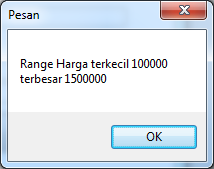 Pesan
Range Harga terkecil 100000
terbesar 1500000
OK